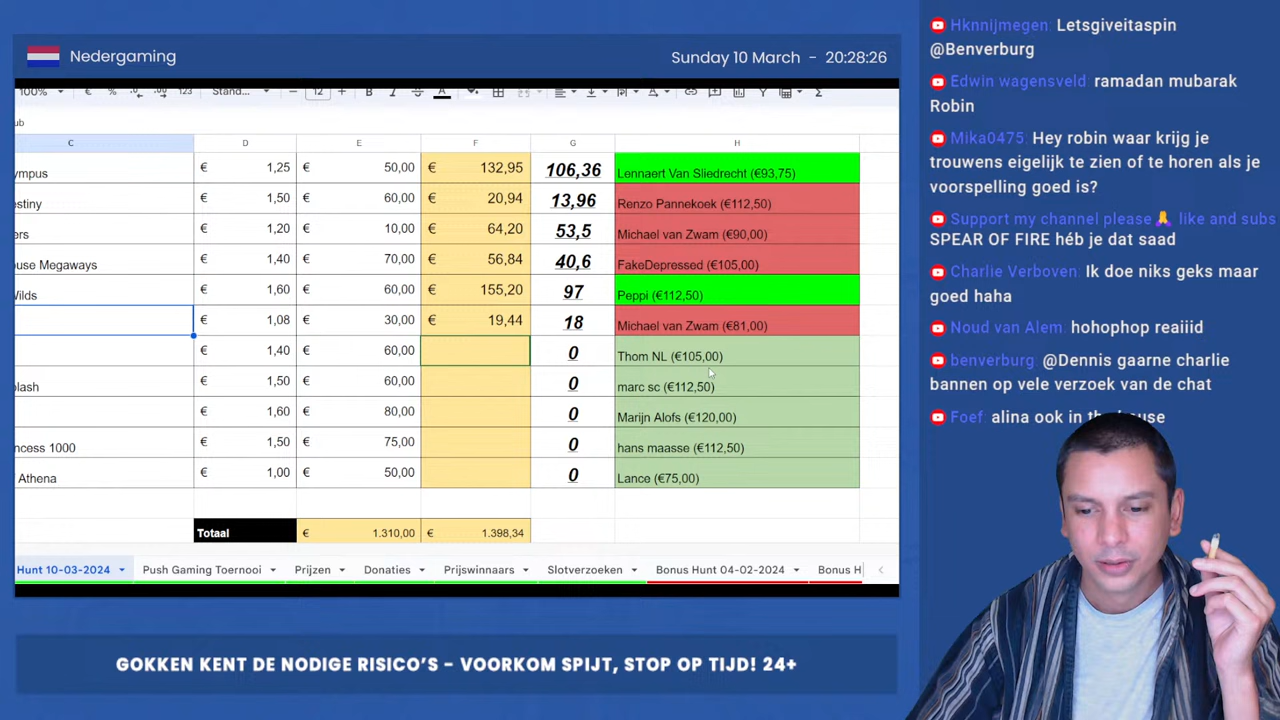 Nedergaming
Sunday 10 March - 20:28:26
100% € % .0 .00 123 Stand... − 12 + B I A Σ
ub
C D E F G H
ympus € 1,25 € 50,00 € 132,95 106,36 Lennaert Van Sliedrecht (€93,75)
estiny € 1,50 € 60,00 € 20,94 13,96 Renzo Pannekoek (€112,50)
ers € 1,20 € 10,00 € 64,20 53,5 Michael van Zwam (€90,00)
ouse Megaways € 1,40 € 70,00 € 56,84 40,6 FakeDepressed (€105,00)
Wilds € 1,60 € 60,00 € 155,20 97 Peppi (€112,50)
€ 1,08 € 30,00 € 19,44 18 Michael van Zwam (€81,00)
€ 1,40 € 60,00 0 Thom NL (€105,00)
plash € 1,50 € 60,00 0 marc sc (€112,50)
€ 1,60 € 80,00 0 Marijn Alofs (€120,00)
ncess 1000 € 1,50 € 75,00 0 hans maasse (€112,50)
Athena € 1,00 € 50,00 0 Lance (€75,00)
Totaal € 1.310,00 € 1.398,34
Hunt 10-03-2024 Push Gaming Toernooi Prijzen Donaties Prijswinnaars Slotverzoeken Bonus Hunt 04-02-2024 Bonus H
GOKKEN KENT DE NODIGE RISICO'S - VOORKOM SPIJT, STOP OP TIJD! 24+
Hknnijmegen: Letsgiveitaspin
@Benverburg
Edwin wagensveld: ramadan mubarak
Robin
Mika0475: Hey robin waar krijg je
trouwens eigelijk te zien of te horen als je
voorspelling goed is?
Support my channel please🙏 like and subs
SPEAR OF FIRE héb je dat saad
Charlie Verboven: Ik doe niks geks maar
goed haha
Noud van Alem: hohophop reaiiid
benverburg: @Dennis gaarne charlie
bannen op vele verzoek van de chat
Foef: alina ook in the house